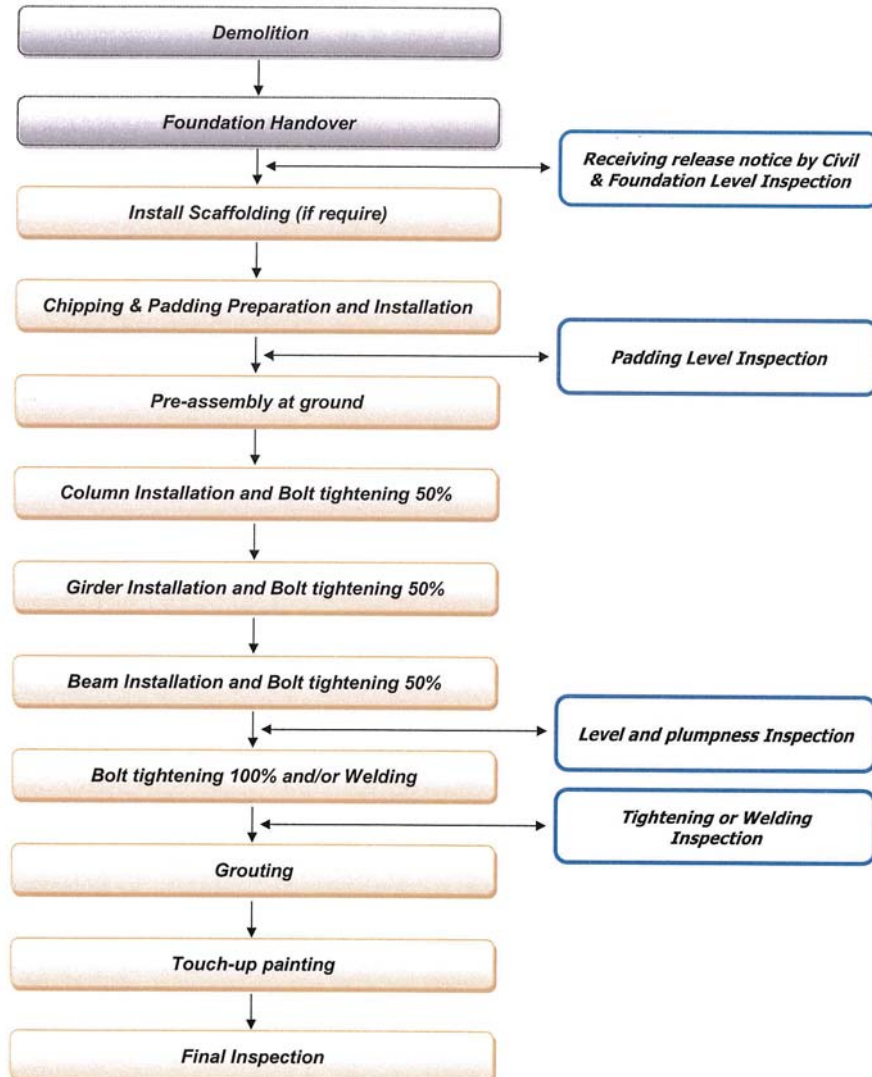 Demolition
Foundation Handover
Receiving release notice by Civil
& Foundation Level Inspection
Install Scaffolding (if require)
Chipping & Padding Preparation and Installation
Padding Level Inspection
Pre-assembly at ground
Column Installation and Bolt tightening 50%
Girder Installation and Bolt tightening 50%
Beam Installation and Bolt tightening 50%
Level and plumpness Inspection
Bolt tightening 100% and/or Welding
Tightening or Welding
Inspection
Grouting
Touch-up painting
Final Inspection